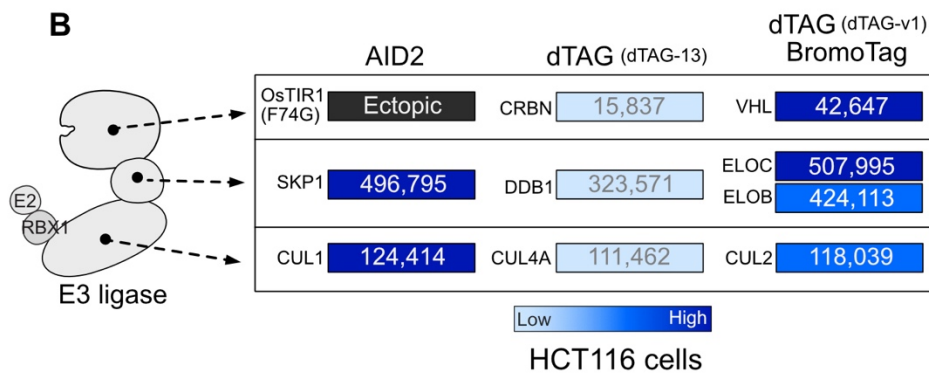 B
AID2
dTAG (dTAG-13)
dTAG (dTAG-v1)
BromoTag
OsTIR1
(F74G)
Ectopic
CRBN
15,837
VHL
42,647
SKP1
496,795
DDB1
323,571
ELOC
507,995
ELOB
424,113
CUL1
124,414
CUL4A
111,462
CUL2
118,039
E2
RBX1
E3 ligase
Low
High
HCT116 cells